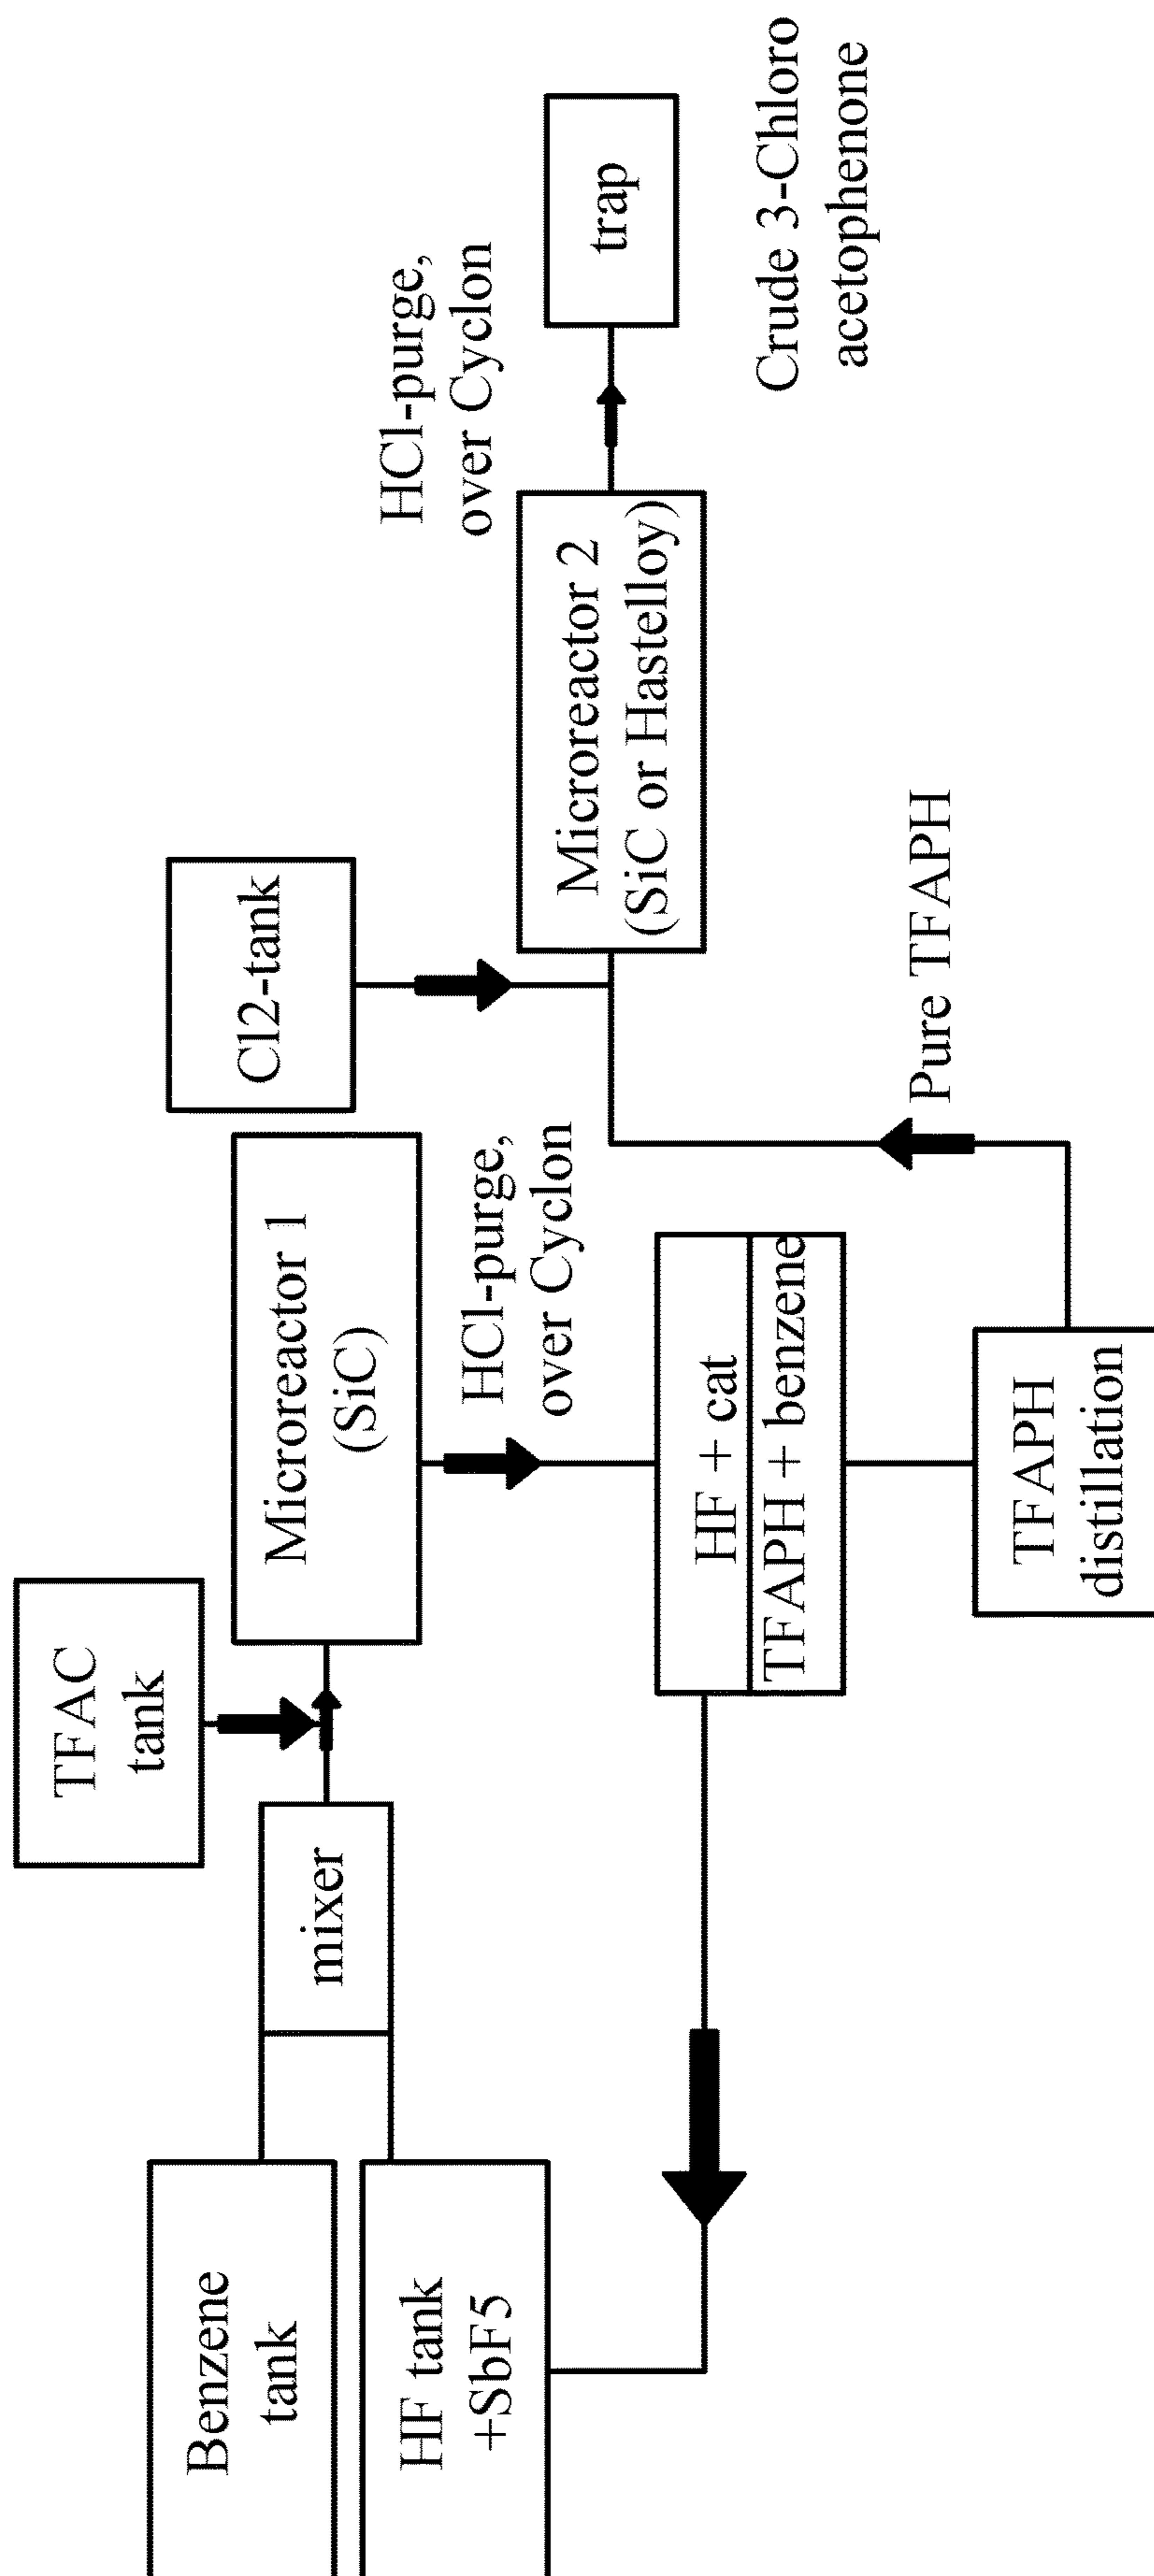 Benzene
tank
HF tank
+SbF5
mixer
TFAC
tank
Microreactor 1
(SiC)
HCl-purge,
over Cyclon
HF + cat
TFAPH + benzene
TFAPH
distillation
Pure TFAPH
Cl2-tank
Microreactor 2
(SiC or Hastelloy)
HCl-purge,
over Cyclon
trap
Crude 3-Chloro
acetophenone